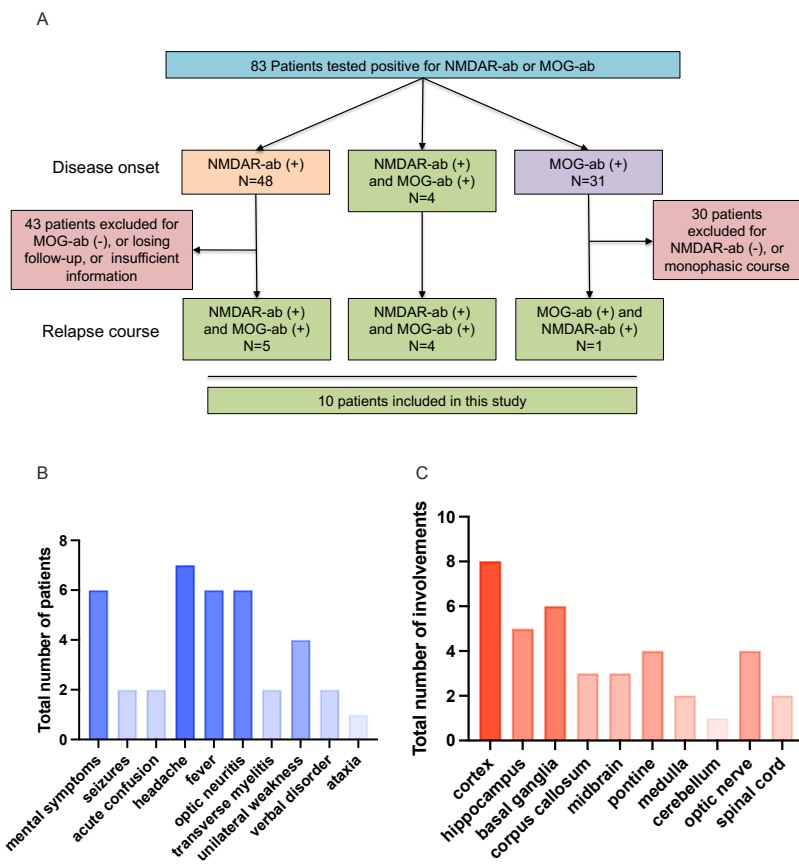 A
83 Patients tested positive for NMDAR-ab or MOG-ab
Disease onset
NMDAR-ab (+)
N=48
NMDAR-ab (+)
and MOG-ab (+)
N=4
MOG-ab (+)
N=31
43 patients excluded for
MOG-ab (-), or losing
follow-up, or insufficient
information
30 patients
excluded for
NMDAR-ab (-), or
monophasic course
Relapse course
NMDAR-ab (+)
and MOG-ab (+)
N=5
NMDAR-ab (+)
and MOG-ab (+)
N=4
MOG-ab (+) and
NMDAR-ab (+)
N=1
10 patients included in this study
B
Total number of patients
8
6
4
2
0
mental symptoms
seizures
acute confusion
headache
fever
optic neuritis
transverse myelitis
unilateral weakness
verbal disorder
ataxia
C
Total number of involvements
10
8
6
4
2
0
cortex
hippocampus
basal ganglia
corpus callosum
midbrain
pontine
medulla
cerebellum
optic nerve
spinal cord